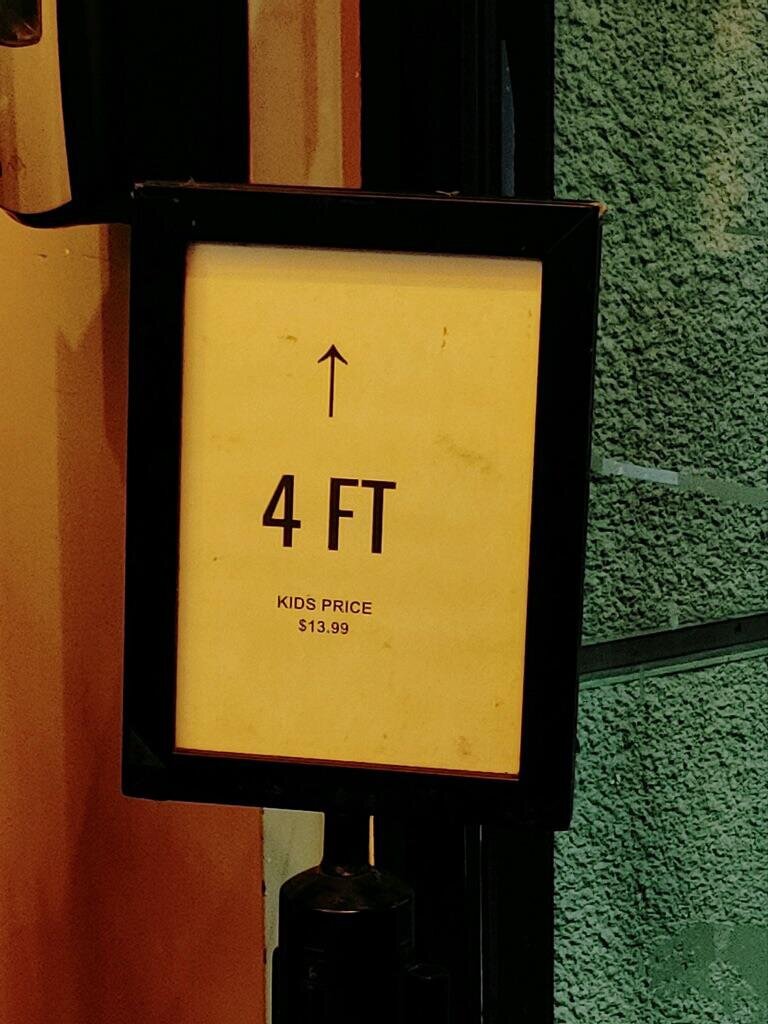 ↑
4 FT
KIDS PRICE
$13.99